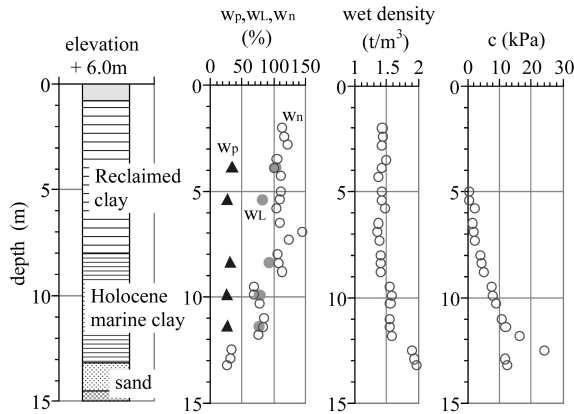 wp,wL,wn
(%)
wet density
(t/m3)
c (kPa)
elevation
+ 6.0m
0 50 100 150
1 1.5 2
0 10 20 30
0
5
10
15
depth (m)
Reclaimed
clay
Holocene
marine clay
sand
0
5
10
15
wn
wp
wL
0
5
10
15
0
5
10
15